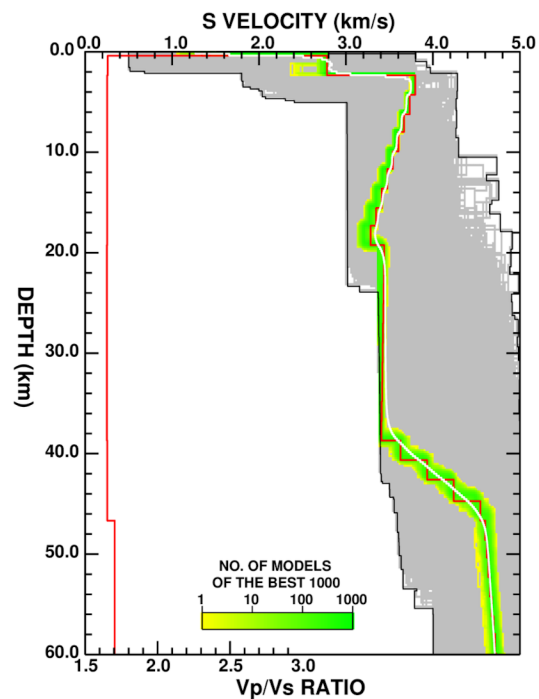 S VELOCITY (km/s)
0.0 1.0 2.0 3.0 4.0 5.0
0.0
10.0
20.0
30.0
40.0
50.0
60.0
DEPTH (km)
NO. OF MODELS
OF THE BEST 1000
1 10 100 1000
1.5 2.0 2.5 3.0
Vp/Vs RATIO